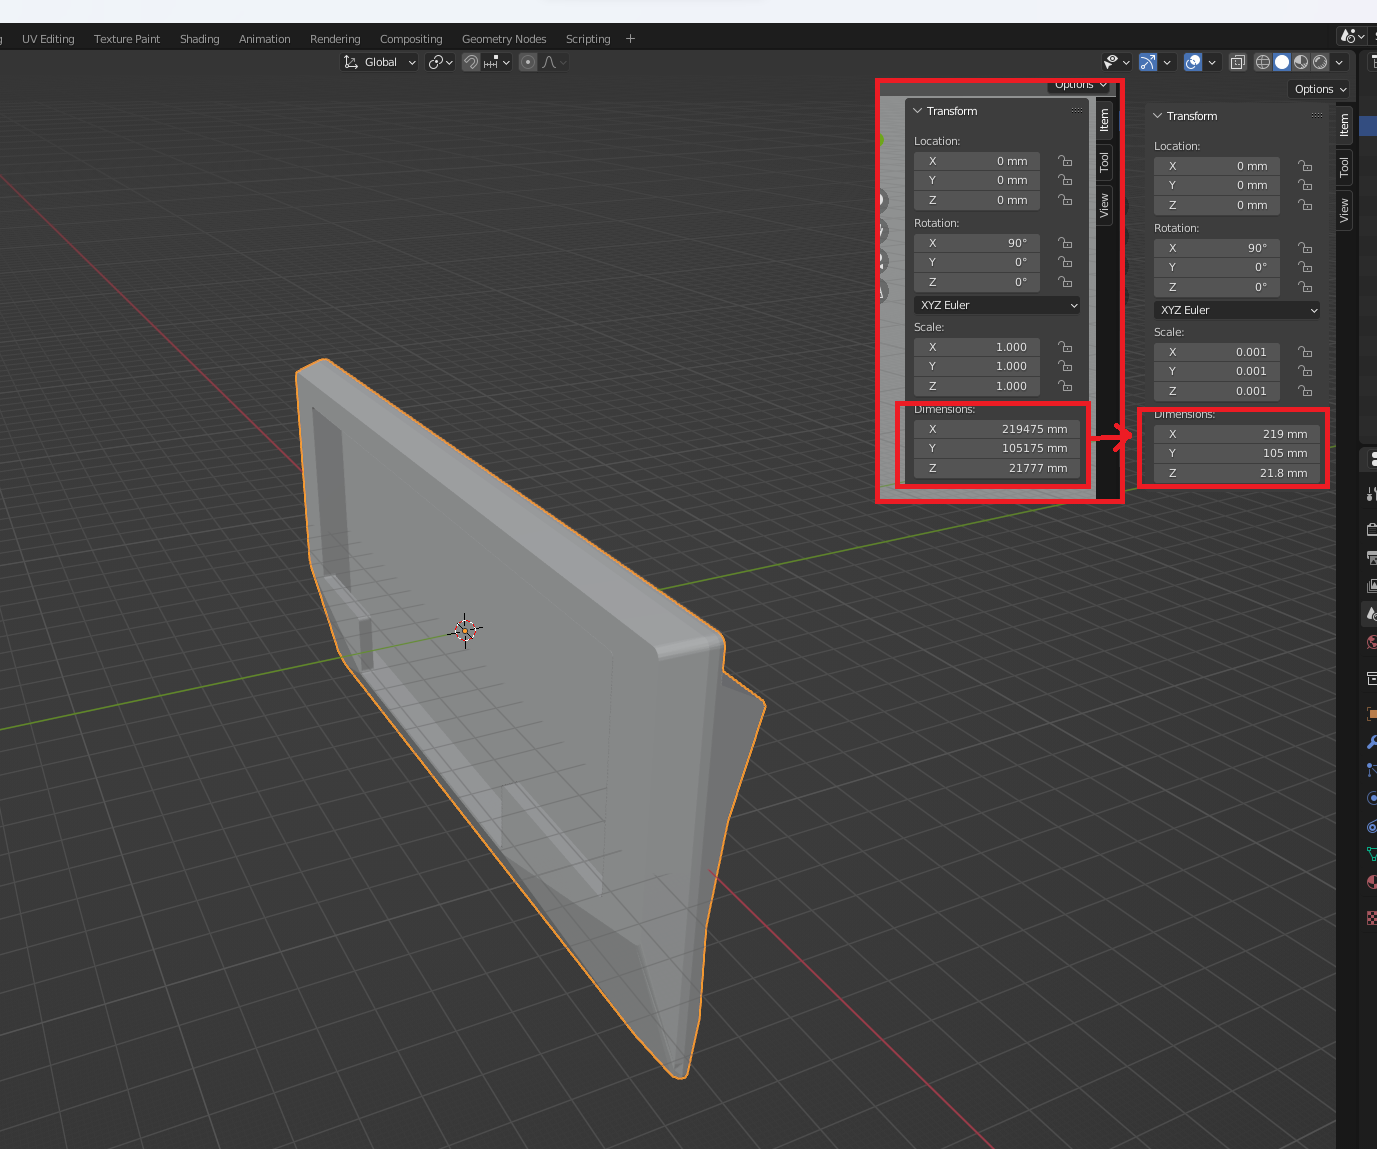 UV Editing Texture Paint Shading Animation Rendering Compositing Geometry Nodes Scripting +
Global
Options
Transform
Location:
X 0 mm
Y 0 mm
Z 0 mm
Rotation:
X 90°
Y 0°
Z 0°
XYZ Euler
Scale:
X 1.000
Y 1.000
Z 1.000
Dimensions:
X 219475 mm
Y 105175 mm
Z 21777 mm
Item
Tool
View
Options
Transform
Location:
X 0 mm
Y 0 mm
Z 0 mm
Rotation:
X 90°
Y 0°
Z 0°
XYZ Euler
Scale:
X 0.001
Y 0.001
Z 0.001
Dimensions:
X 219 mm
Y 105 mm
Z 21.8 mm
Item
Tool
View